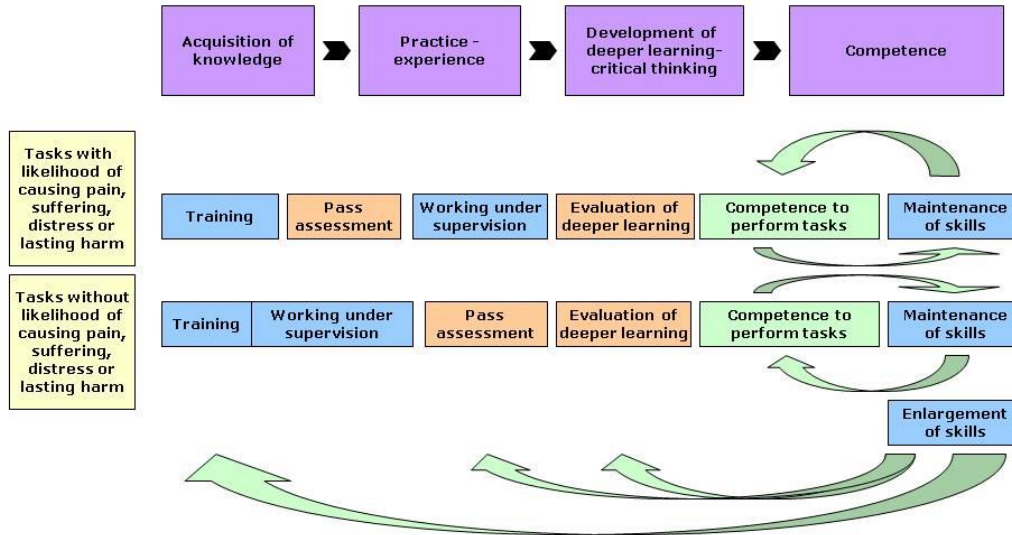 Acquisition of
knowledge
Practice -
experience
Development of
deeper learning-
critical thinking
Competence
Tasks with
likelihood of
causing pain,
suffering,
distress or
lasting harm
Training
Pass
assessment
Working under
supervision
Evaluation of
deeper learning
Competence to
perform tasks
Maintenance
of skills
Tasks without
likelihood of
causing pain,
suffering,
distress or
lasting harm
Training
Working under
supervision
Pass
assessment
Evaluation of
deeper learning
Competence to
perform tasks
Maintenance
of skills
Enlargement
of skills